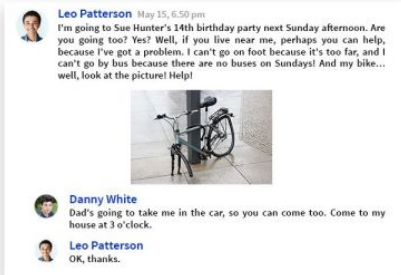 Leo Patterson May 15, 6.50 pm
I'm going to Sue Hunter's 14th birthday party next Sunday afternoon. Are
you going too? Yes? Well, if you live near me, perhaps you can help,
because I've got a problem. I can't go on foot because it's too far, and I
can't go by bus because there are no buses on Sundays! And my bike...
well, look at the picture! Help!
Danny White
Dad's going to take me in the car, so you can come too. Come to my
house at 3 o'clock.
Leo Patterson
OK, thanks.